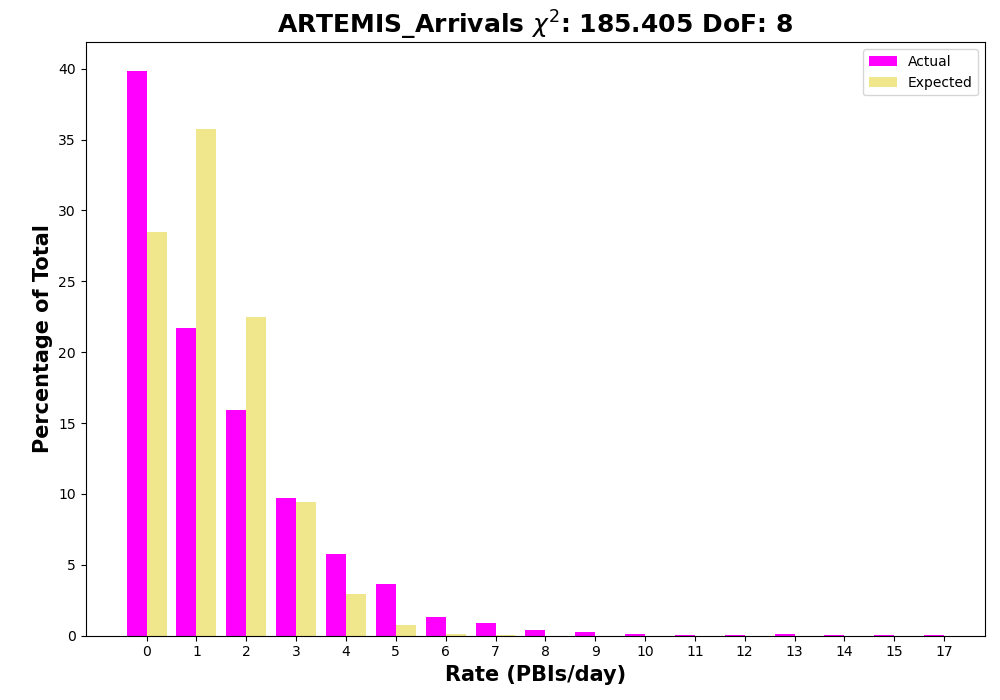 ARTEMIS_Arrivals χ²: 185.405 DoF: 8
Actual
Expected
40
35
30
25
20
15
10
5
0
Percentage of Total
0 1 2 3 4 5 6 7 8 9 10 11 12 13 14 15 17
Rate (PBIs/day)